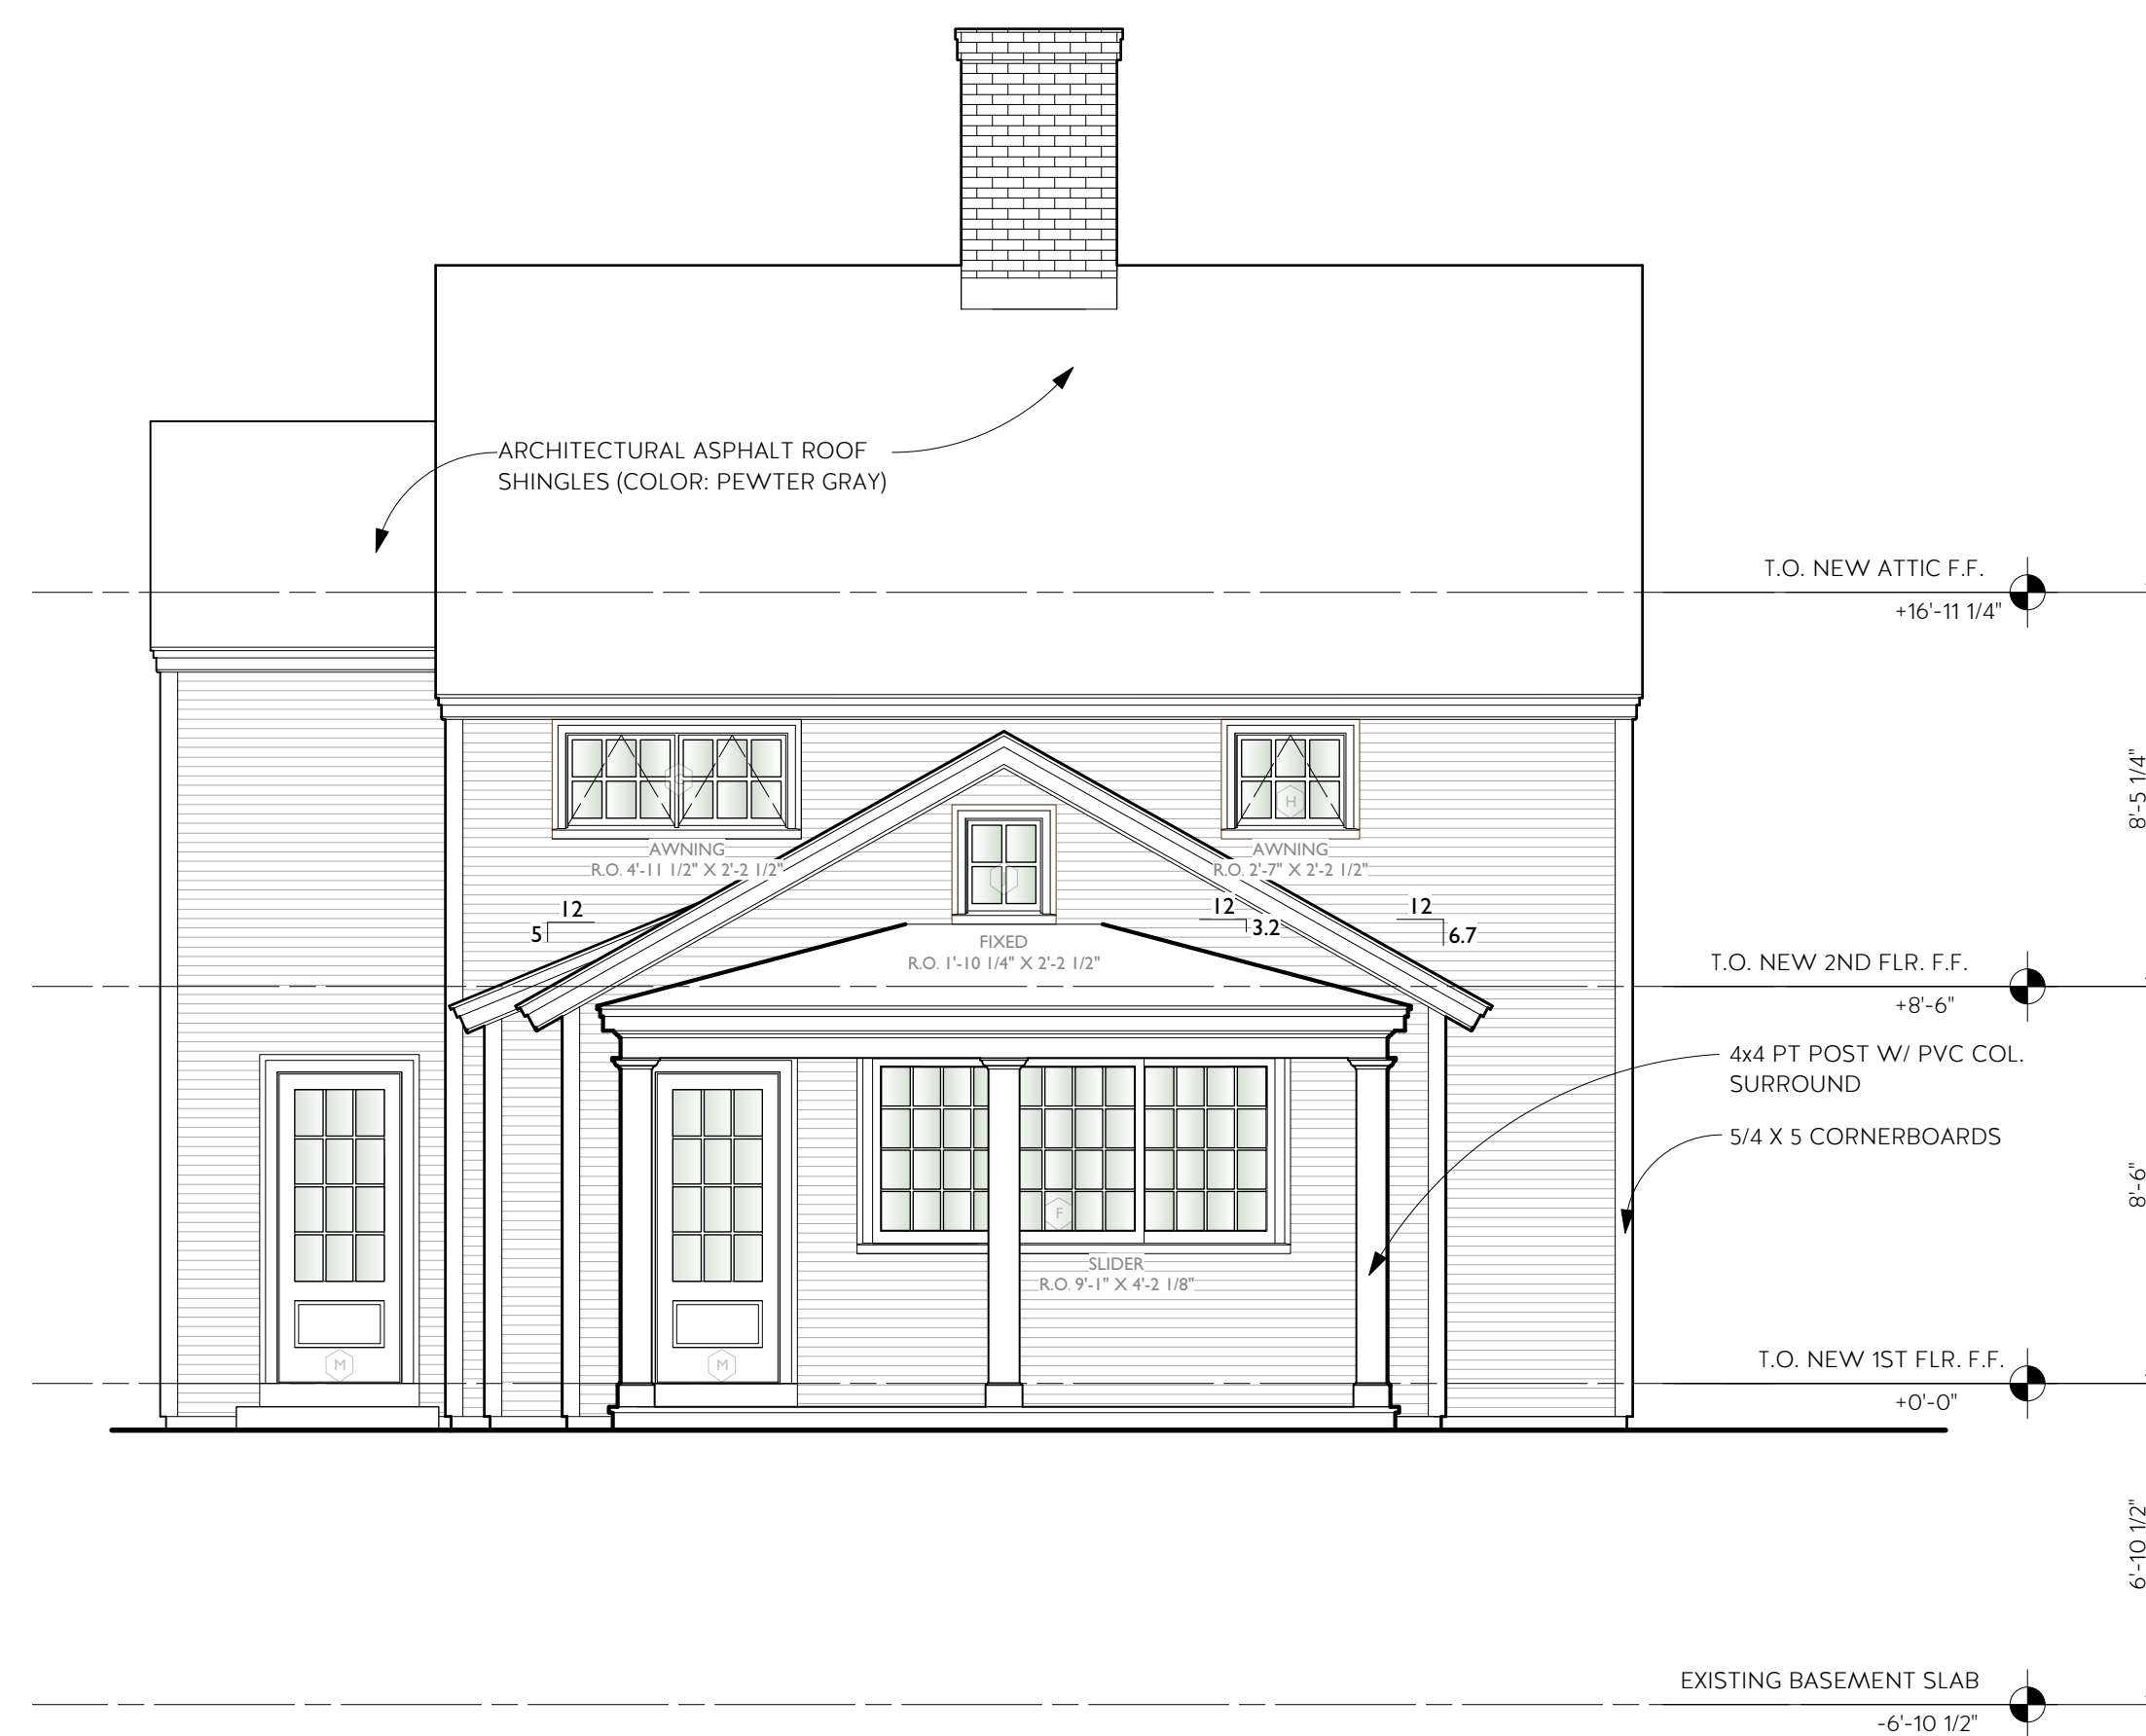 ARCHITECTURAL ASPHALT ROOF
SHINGLES (COLOR: PEWTER GRAY)
T.O. NEW ATTIC F.F.
+16'-11 1/4"
8'-5 1/4"
G
H
AWNING
R.O. 4'-11 1/2" X 2'-2 1/2"
AWNING
R.O. 2'-7" X 2'-2 1/2"
J
12
5
12
3.2
12
6.7
FIXED
R.O. 1'-10 1/4" X 2'-2 1/2"
T.O. NEW 2ND FLR. F.F.
+8'-6"
4x4 PT POST W/ PVC COL.
SURROUND
5/4 X 5 CORNERBOARDS
8'-6"
F
SLIDER
R.O. 9'-1" X 4'-2 1/8"
M
M
T.O. NEW 1ST FLR. F.F.
+0'-0"
6'-10 1/2"
EXISTING BASEMENT SLAB
-6'-10 1/2"